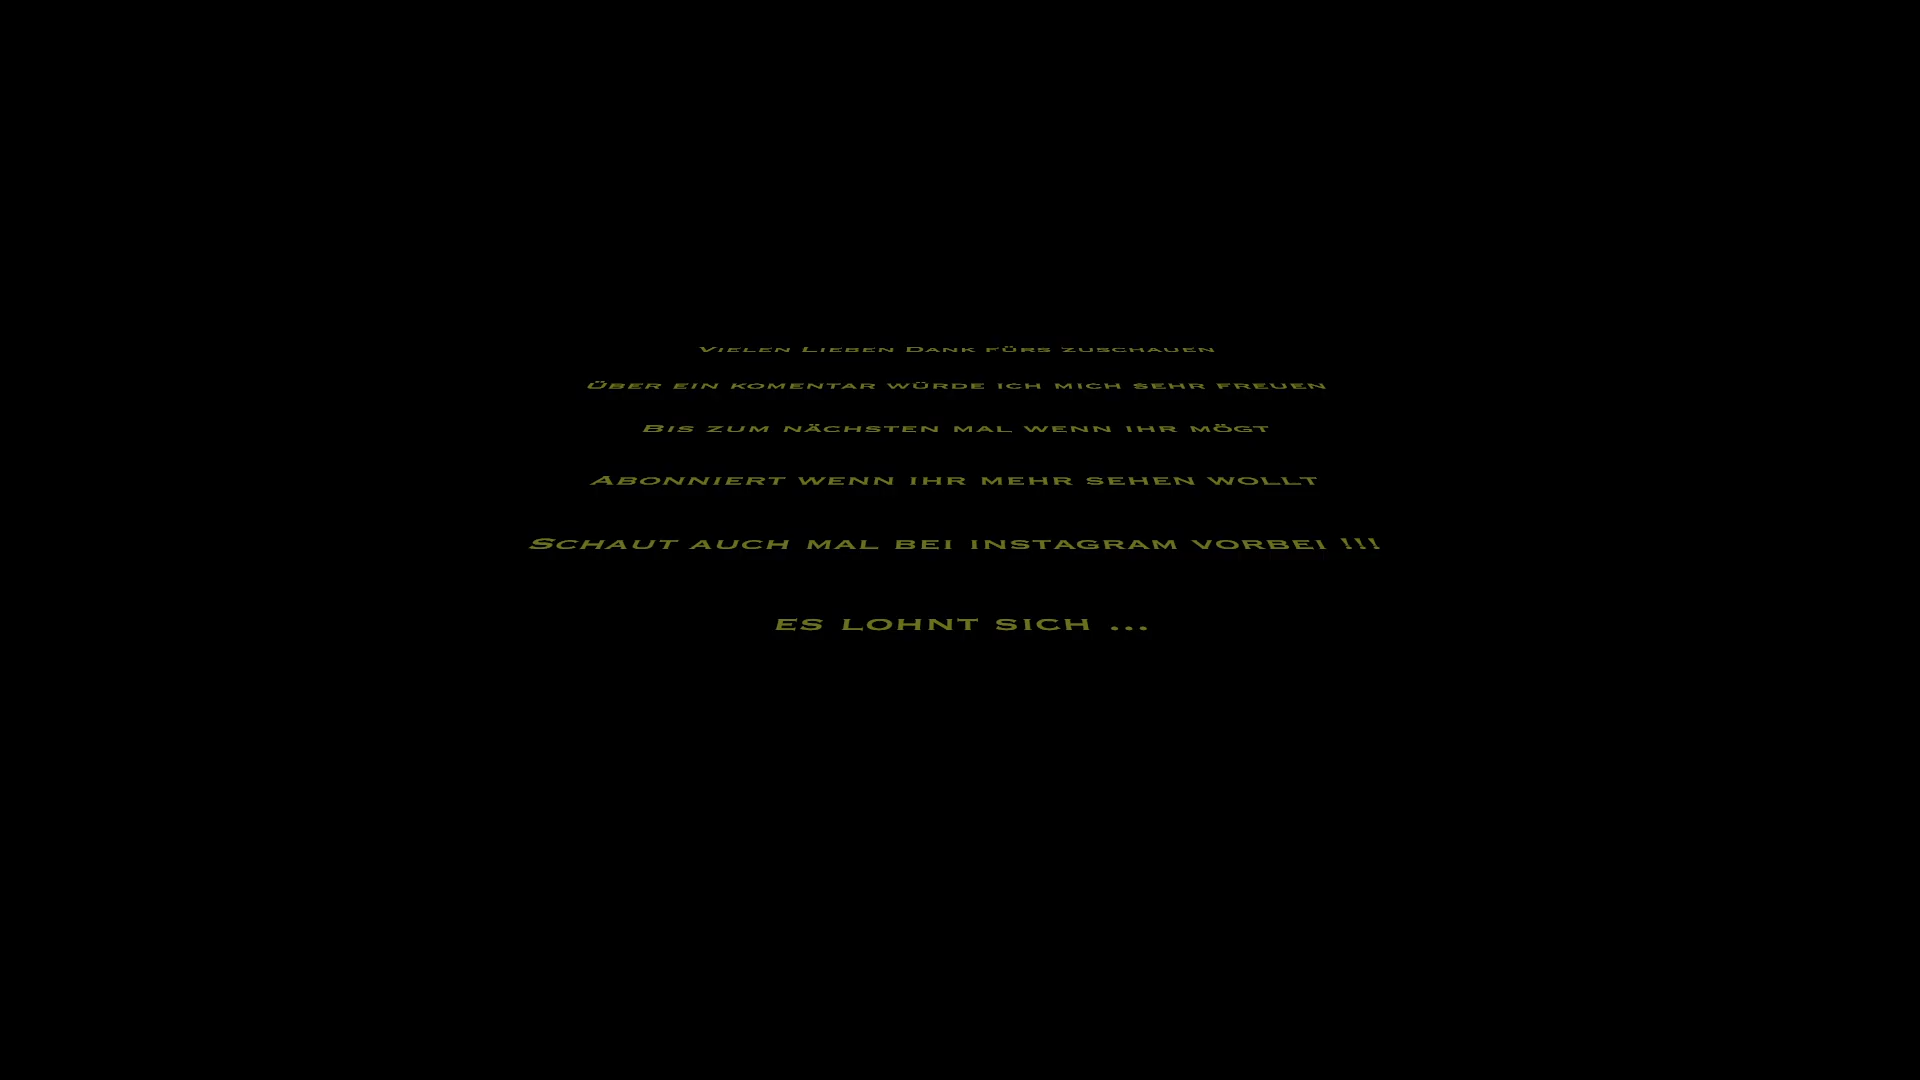 Vielen Lieben Dank fürs zuschauen
Über ein komentar würde ich mich sehr freuen
Bis zum nächsten mal wenn ihr mögt
Abonniert wenn ihr mehr sehen wollt
Schaut auch mal bei instagram vorbei !!!
es lohnt sich ...